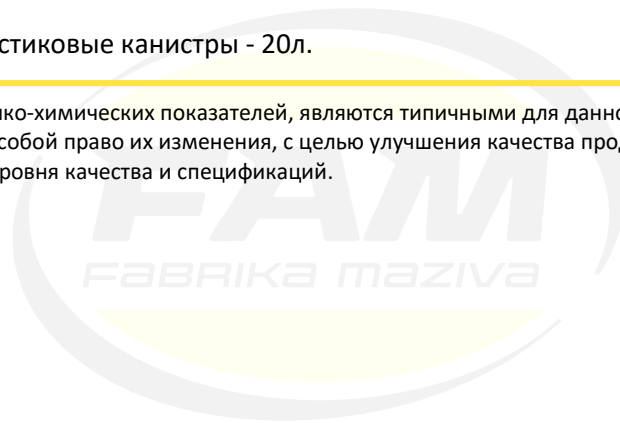 стиковые канистры - 20л.
ко-химических показателей, являются типичными для данно
собой право их изменения, с целью улучшения качества про
ровня качества и спецификаций.
FAM
FABRIKA MAZIVA